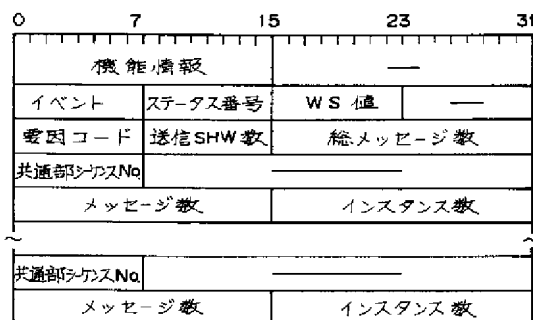 0 7 15 23 31
機能情報 —
イベント ステータス番号 WS値 —
要因コード 送信SHW数 総メッセージ数
共通部シーケンスNo. —
メッセージ数 インスタンス数
~ ~
共通部シーケンスNo. —
メッセージ数 インスタンス数